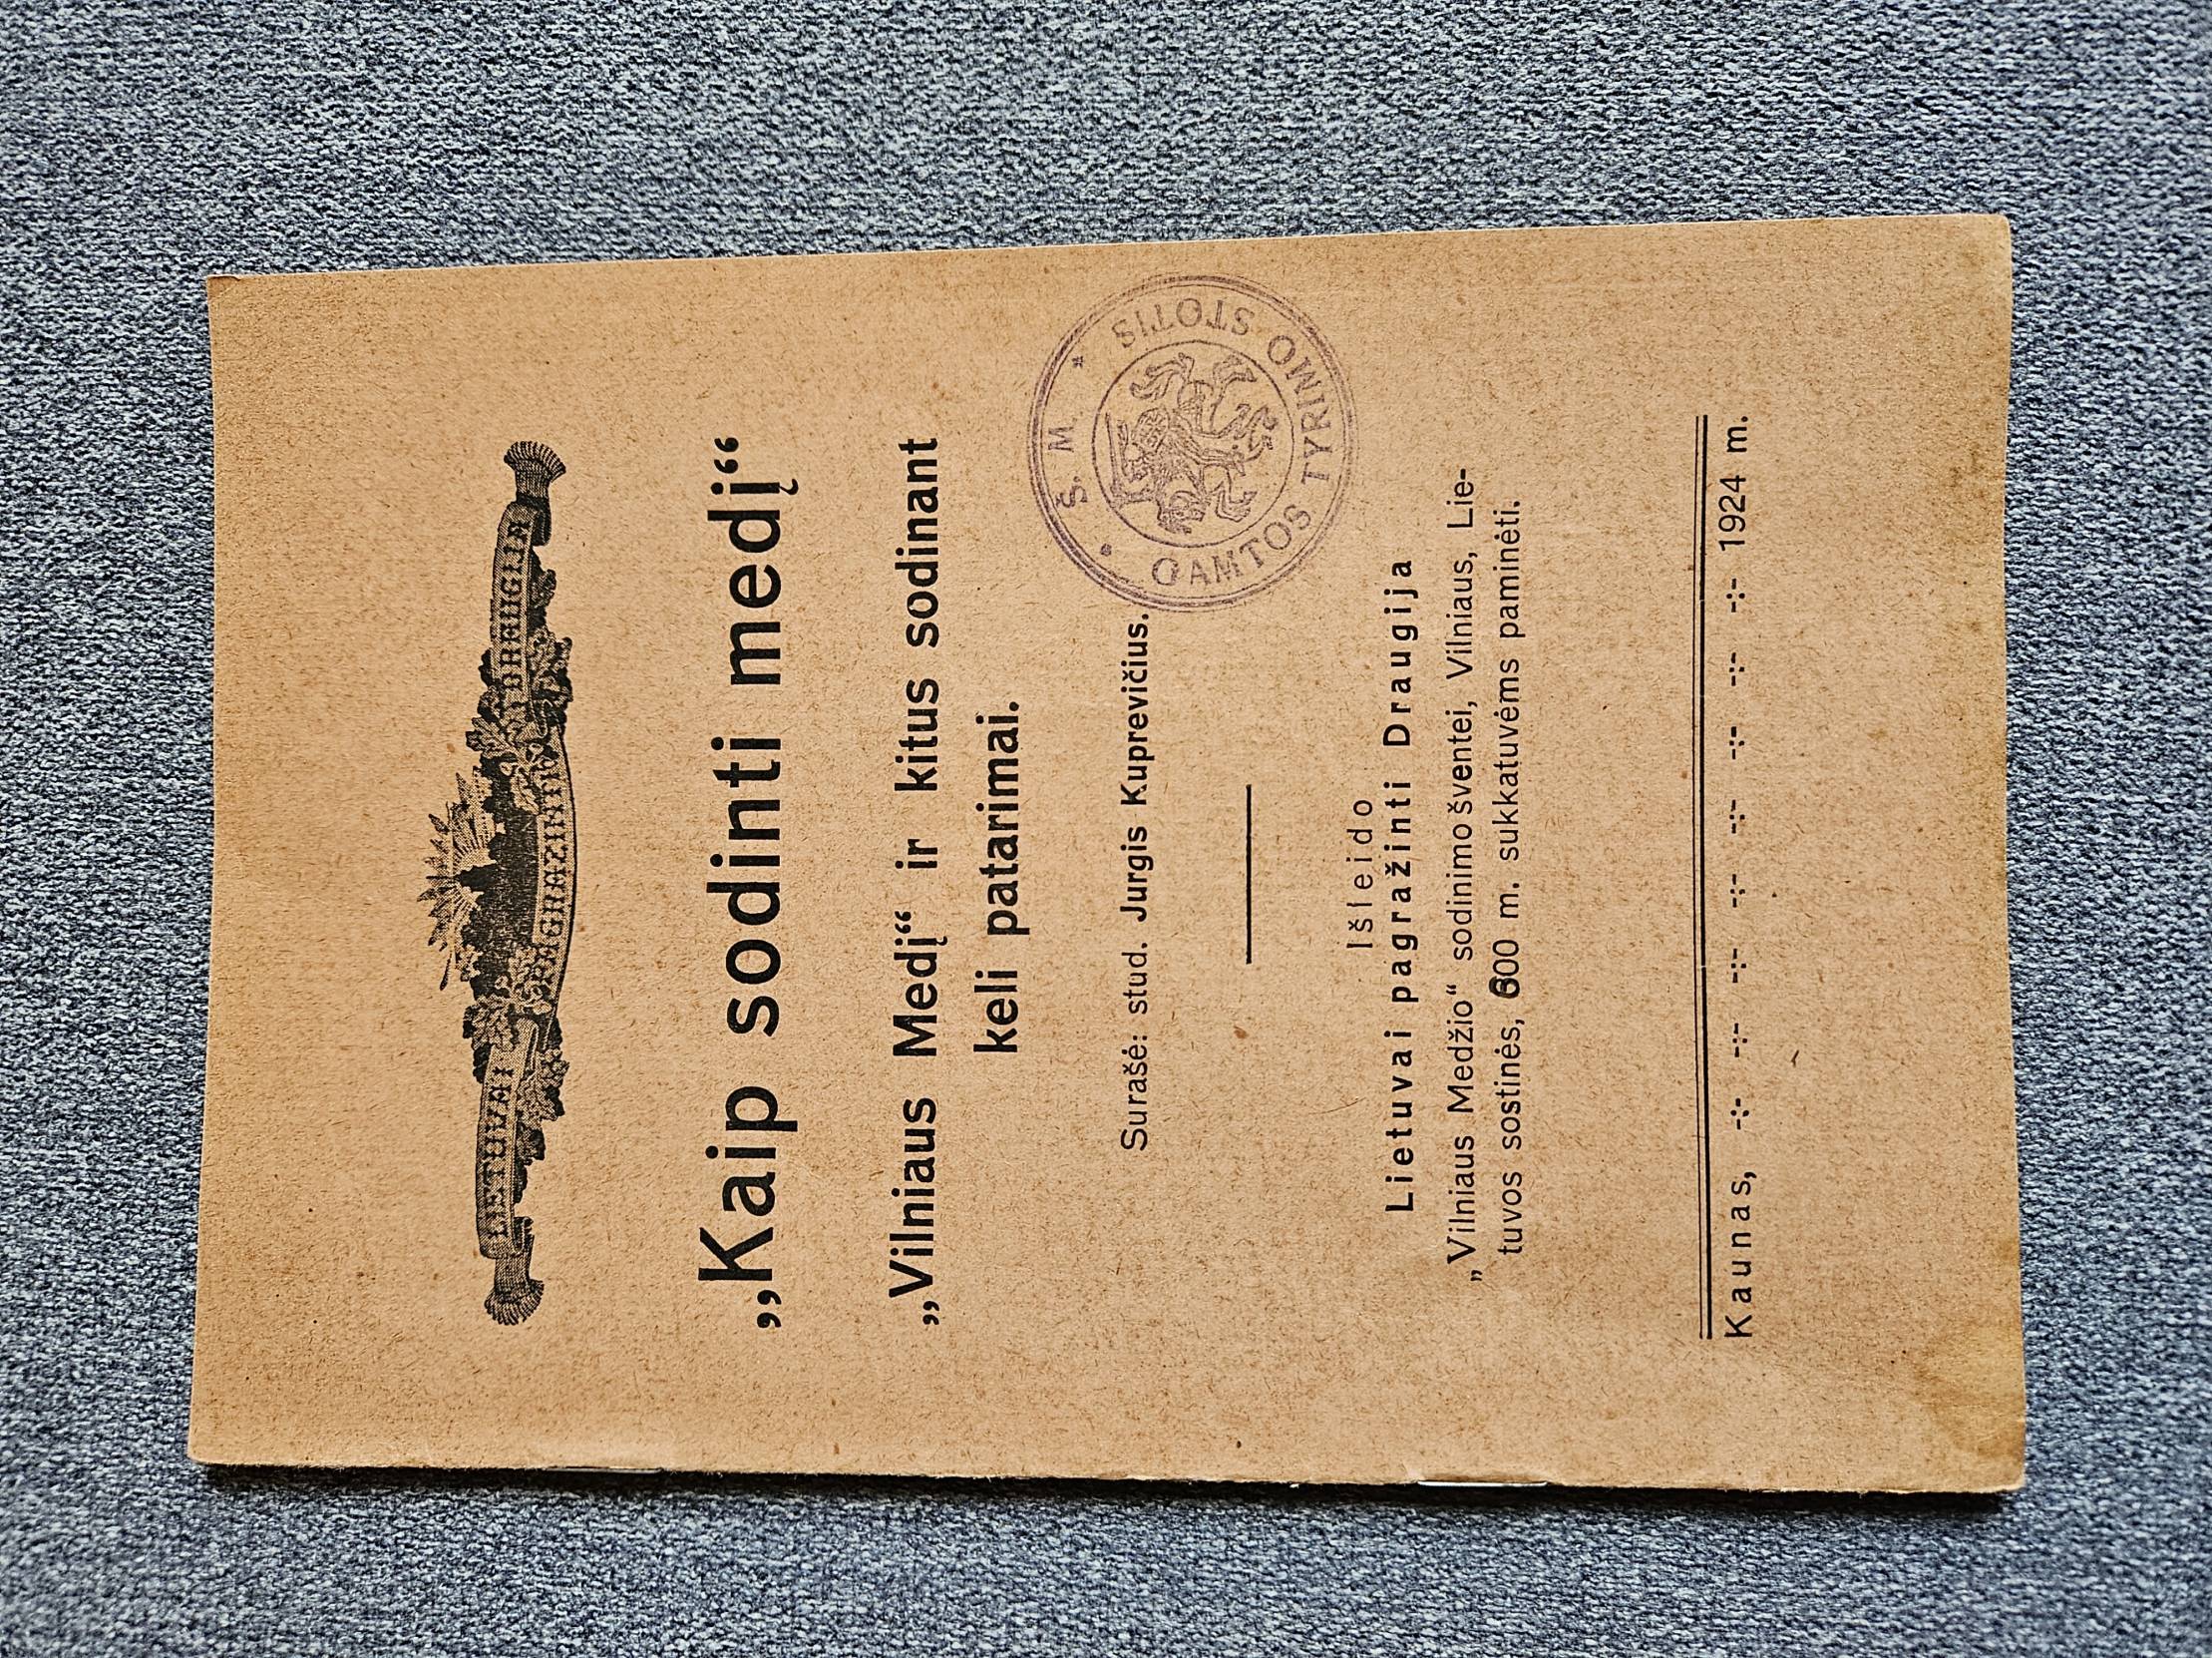 LIETUVAI PAGRAŽINTI DRAUGIJA
„Kaip sodinti medį“
„Vilniaus Medį“ ir kitus sodinant
keli patarimai.
Surašė: stud. Jurgis Kuprevičius.
Š. M.
GAMTOS TYRIMO STOTIS
Išleido
Lietuvai pagražinti Draugija
„Vilniaus Medžio“ sodinimo šventei, Vilniaus, Lie-
tuvos sostinės, 600 m. sukkatuvėms paminėti.
Kaunas, -:- -:- -:- -:- -:- -:- -:- -:- 1924 m.